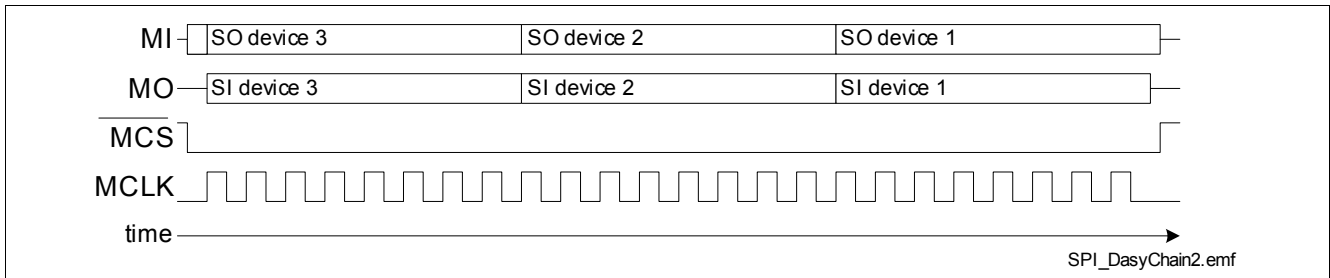 MI SO device 3 SO device 2 SO device 1
MO SI device 3 SI device 2 SI device 1
MCS
MCLK
time
SPI_DasyChain2.emf